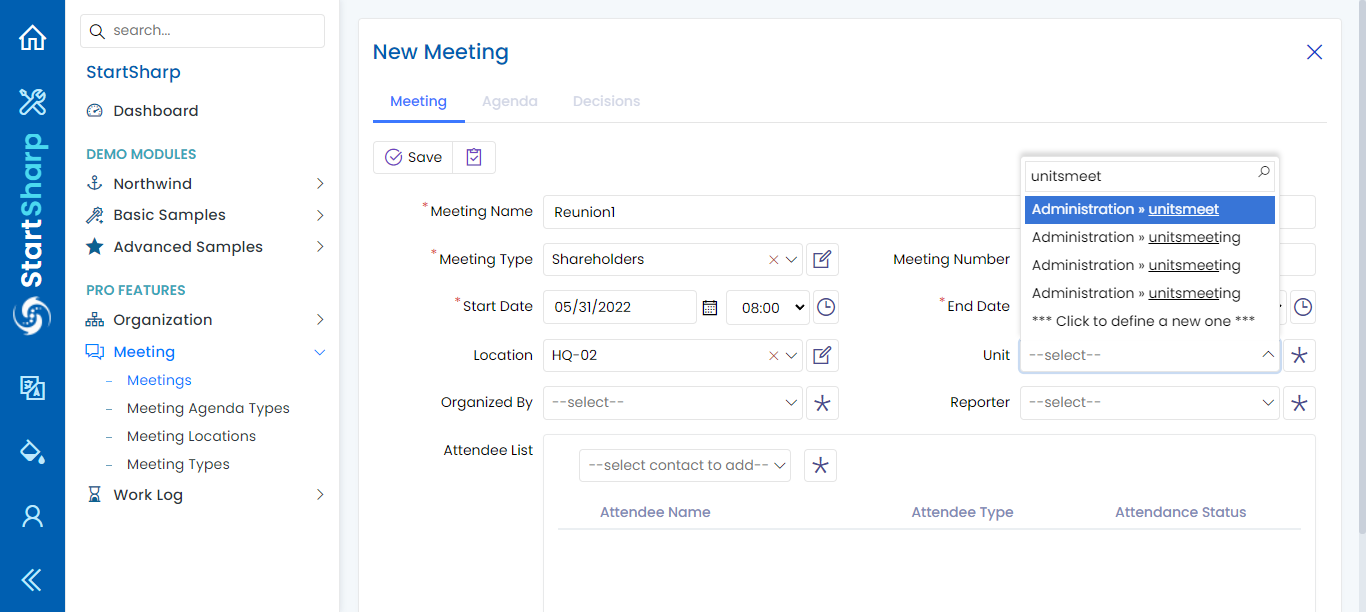 search...
StartSharp
Dashboard
DEMO MODULES
Northwind
Basic Samples
Advanced Samples
PRO FEATURES
Organization
Meeting
Meetings
Meeting Agenda Types
Meeting Locations
Meeting Types
Work Log
StartSharp
New Meeting
Meeting Agenda Decisions
Save
unitsmeet
Administration » unitsmeet
Administration » unitsmeeting
Administration » unitsmeeting
Administration » unitsmeeting
*** Click to define a new one ***
*Meeting Name Reunion1
*Meeting Type Shareholders Meeting Number
*Start Date 05/31/2022 08:00 *End Date
Location HQ-02 Unit --select--
Organized By --select-- Reporter --select--
Attendee List
--select contact to add--
Attendee Name Attendee Type Attendance Status